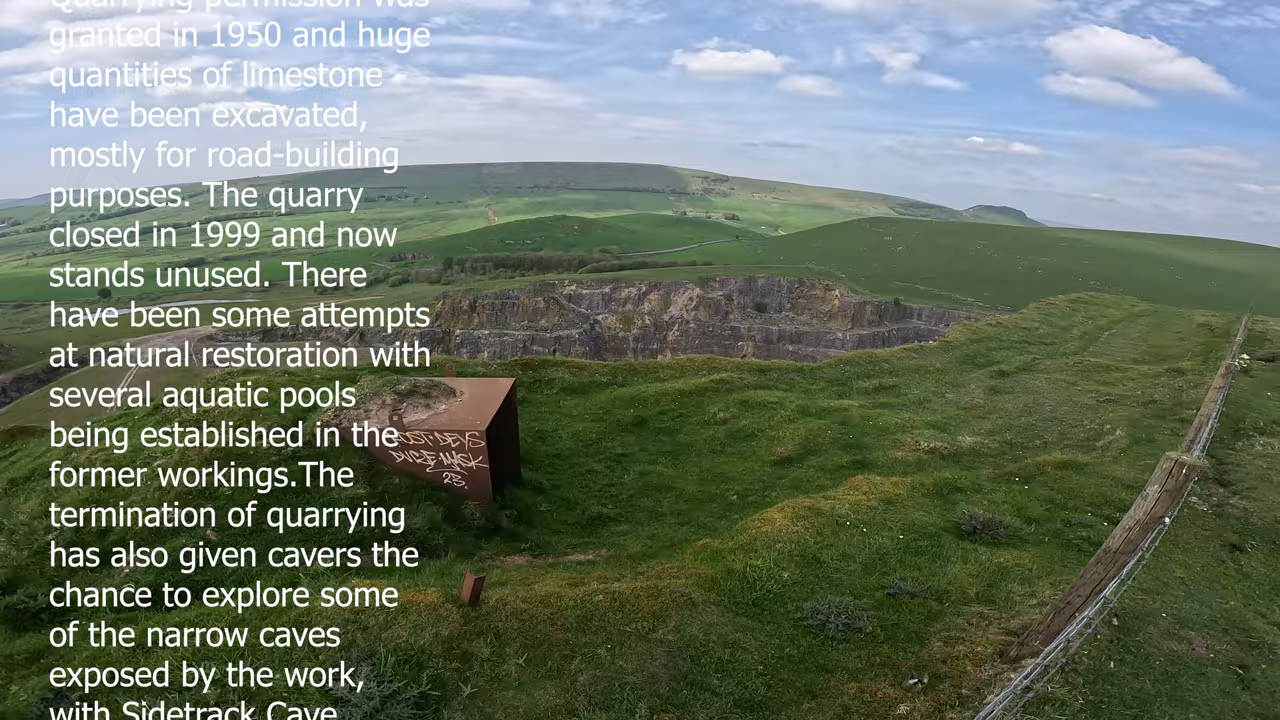 Quarrying permission was
granted in 1950 and huge
quantities of limestone
have been excavated,
mostly for road-building
purposes. The quarry
closed in 1999 and now
stands unused. There
have been some attempts
at natural restoration with
several aquatic pools
being established in the
former workings.The
termination of quarrying
has also given cavers the
chance to explore some
of the narrow caves
exposed by the work,
with Sidetrack Cave
23.